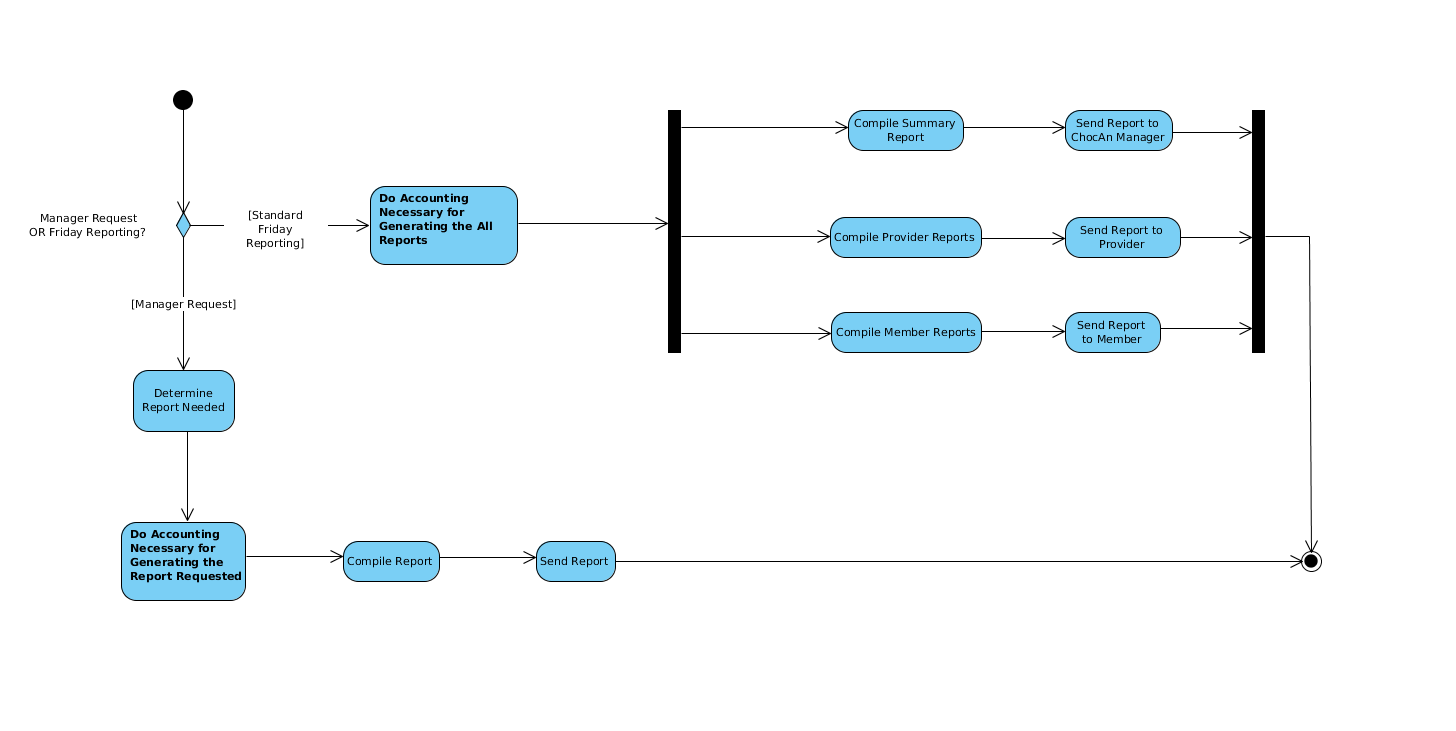 Manager Request
OR Friday Reporting?
[Standard
Friday
Reporting]
Do Accounting
Necessary for
Generating the All
Reports
Compile Summary
Report
Send Report to
ChocAn Manager
Compile Provider Reports
Send Report to
Provider
Compile Member Reports
Send Report
to Member
[Manager Request]
Determine
Report Needed
Do Accounting
Necessary for
Generating the
Report Requested
Compile Report
Send Report